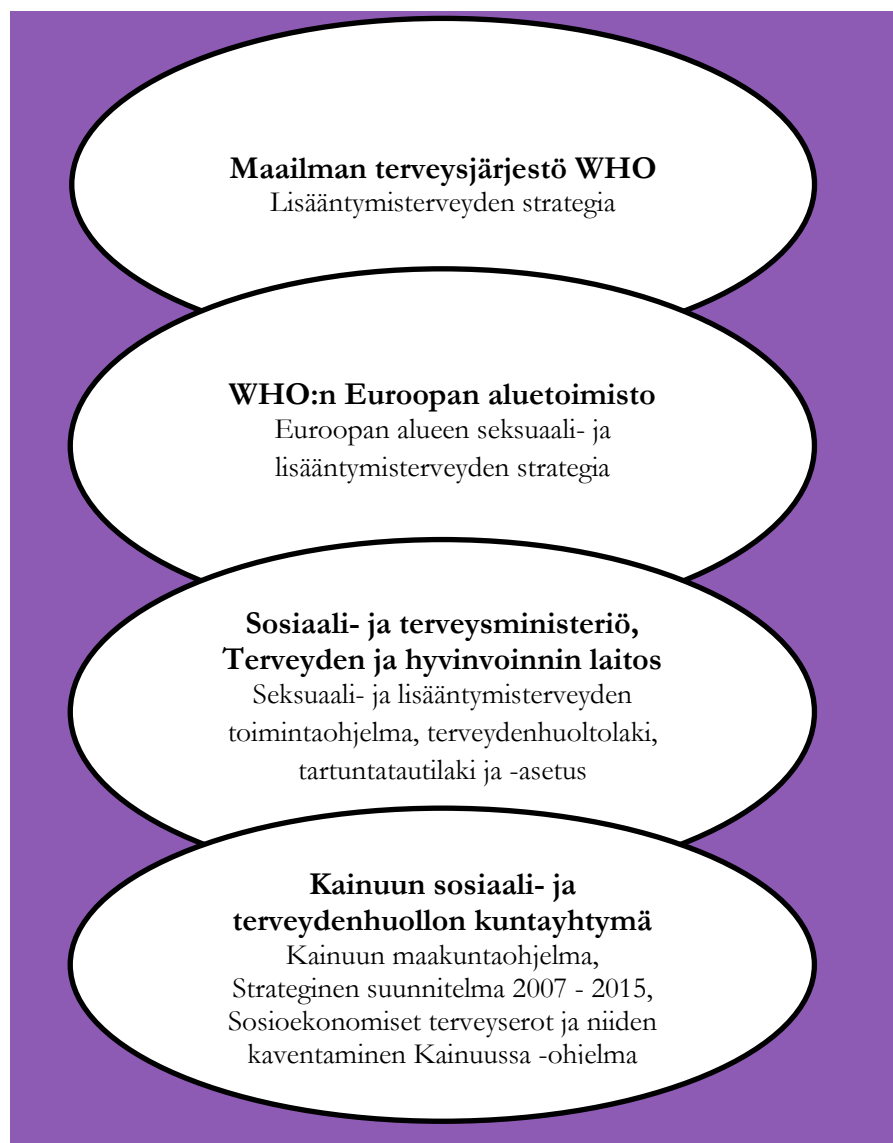 Maailman terveysjärjestö WHO
Lisääntymisterveyden strategia
WHO:n Euroopan aluetoimisto
Euroopan alueen seksuaali- ja
lisääntymisterveyden strategia
Sosiaali- ja terveysministeriö,
Terveyden ja hyvinvoinnin laitos
Seksuaali- ja lisääntymisterveyden
toimintaohjelma, terveydenhuoltolaki,
tartuntatautilaki ja -asetus
Kainuun sosiaali- ja
terveydenhuollon kuntayhtymä
Kainuun maakuntaohjelma,
Strateginen suunnitelma 2007 - 2015,
Sosioekonomiset terveyserot ja niiden
kaventaminen Kainuussa -ohjelma